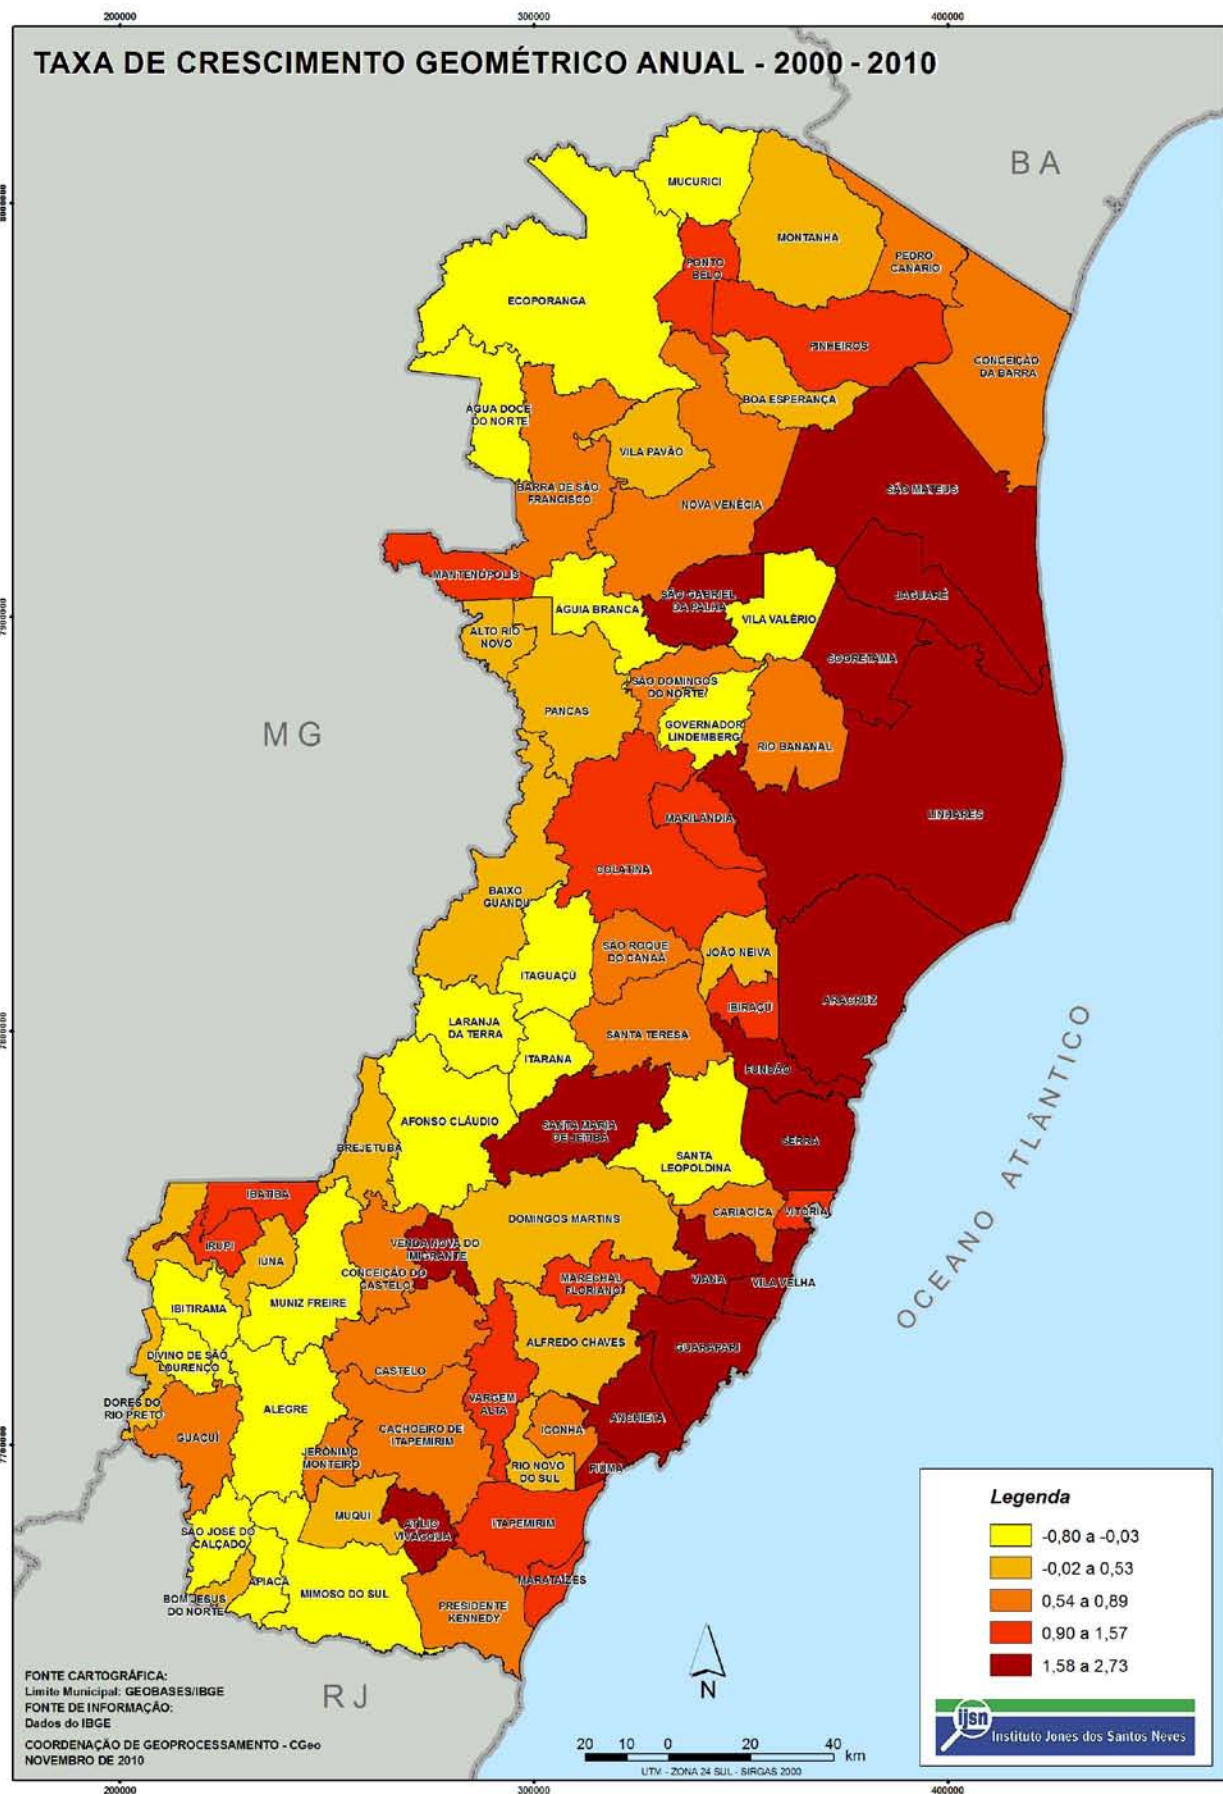 200000
300000
400000
TAXA DE CRESCIMENTO GEOMÉTRICO ANUAL - 2000 - 2010
BA
8000000
MUCURICI
MONTANHA
PEDRO
CANÁRIO
PONTO
BELO
ECOPORANGA
PINHEIROS
CONCEIÇÃO
DA BARRA
BOA ESPERANÇA
ÁGUA DOCE
DO NORTE
VILA PAVÃO
BARRA DE SÃO
FRANCISCO
NOVA VENÉCIA
SÃO MATEUS
MANTENÓPOLIS
ÁGUIA BRANCA
SÃO GABRIEL
DA PALHA
VILA VALÉRIO
JAGUARÉ
7900000
ALTO RIO
NOVO
SOORETAMA
PANCAS
SÃO DOMINGOS
DO NORTE
GOVERNADOR
LINDEMBERG
RIO BANANAL
MG
MARILÂNDIA
LINHARES
COLATINA
BAIXO
GUANDU
ITAGUAÇÚ
SÃO ROQUE
DO CANAÃ
JOÃO NEIVA
IBIRAÇÚ
ARACRUZ
7800000
LARANJA
DA TERRA
ITARANA
SANTA TERESA
FUNDÃO
AFONSO CLÁUDIO
SANTA MARIA
DE JETIBÁ
SERRA
BREJETUBA
SANTA
LEOPOLDINA
OCEANO ATLÂNTICO
IBATIBA
DOMINGOS MARTINS
CARIACICA
VITÓRIA
IRUPI
IÚNA
VENDA NOVA DO
IMIGRANTE
CONCEIÇÃO DO
CASTELO
MARECHAL
FLORIANO
VIANA
VILA VELHA
IBITIRAMA
MUNIZ FREIRE
ALFREDO CHAVES
GUARAPARI
DIVINO DE SÃO
LOURENÇO
CASTELO
VARGEM
ALTA
DORES DO
RIO PRETO
ALEGRE
ANCHIETA
GUAÇUÍ
CACHOEIRO DE
ITAPEMIRIM
ICONHA
JERÔNIMO
MONTEIRO
RIO NOVO
DO SUL
PIÚMA
7700000
MUQUI
ATÍLIO
VIVACQUA
ITAPEMIRIM
SÃO JOSÉ DO
CALÇADO
APIACÁ
MIMOSO DO SUL
MARATAÍZES
BOM JESUS
DO NORTE
PRESIDENTE
KENNEDY
Legenda
-0,80 a -0,03
-0,02 a 0,53
0,54 a 0,89
0,90 a 1,57
1,58 a 2,73
ijsn
Instituto Jones dos Santos Neves
FONTE CARTOGRÁFICA:
Limite Municipal: GEOBASES/IBGE
FONTE DE INFORMAÇÃO:
Dados do IBGE
COORDENAÇÃO DE GEOPROCESSAMENTO - CGeo
NOVEMBRO DE 2010
RJ
N
20 10 0 20 40
km
UTM - ZONA 24 SUL - SIRGAS 2000
200000
300000
400000